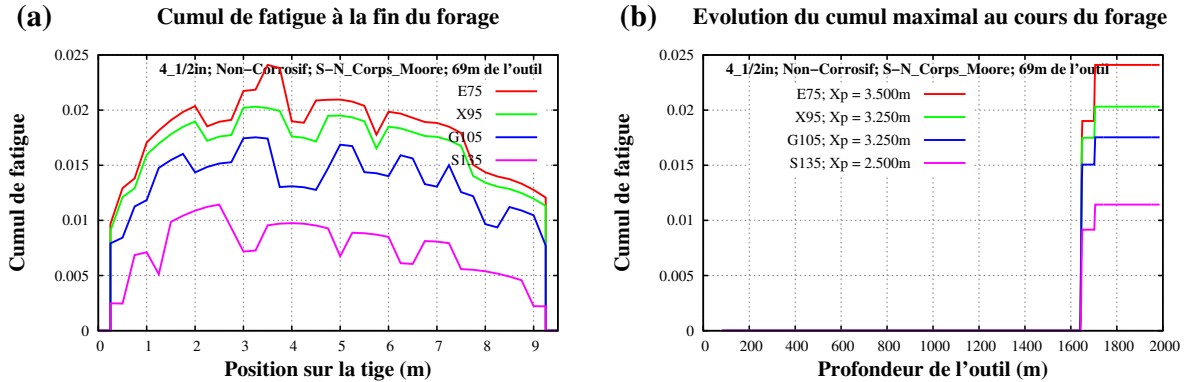 (a)
Cumul de fatigue à la fin du forage
4_1/2in; Non-Corrosif; S-N_Corps_Moore; 69m de l'outil
E75
X95
G105
S135
Cumul de fatigue
0.025
0.02
0.015
0.01
0.005
0
0 1 2 3 4 5 6 7 8 9
Position sur la tige (m)
(b)
Evolution du cumul maximal au cours du forage
4_1/2in; Non-Corrosif; S-N_Corps_Moore; 69m de l'outil
E75; Xp = 3.500m
X95; Xp = 3.250m
G105; Xp = 3.250m
S135; Xp = 2.500m
Cumul de fatigue
0.025
0.02
0.015
0.01
0.005
0
0 200 400 600 800 1000 1200 1400 1600 1800 2000
Profondeur de l'outil (m)